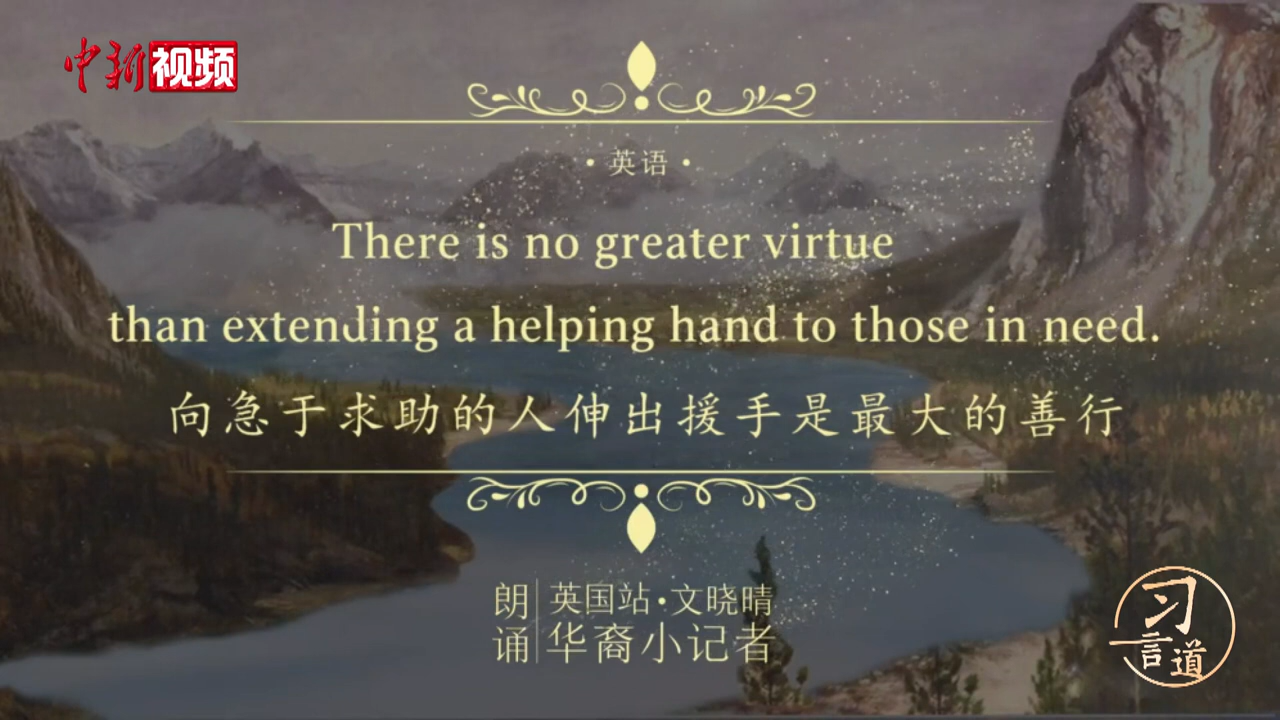 中新视频
·英语·
There is no greater virtue
than extending a helping hand to those in need.
向急于求助的人伸出援手是最大的善行
朗诵
英国站·文晓晴
华裔小记者
习言道